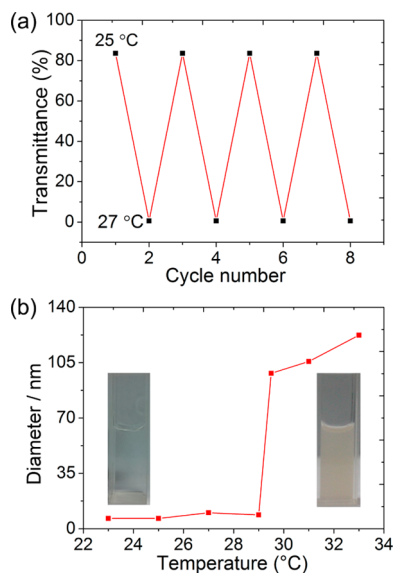 (a)
100
80
60
40
20
0
Transmittance (%)
25 °C
27 °C
0 2 4 6 8
Cycle number
(b)
140
105
70
35
0
Diameter / nm
22 24 26 28 30 32 34
Temperature (°C)